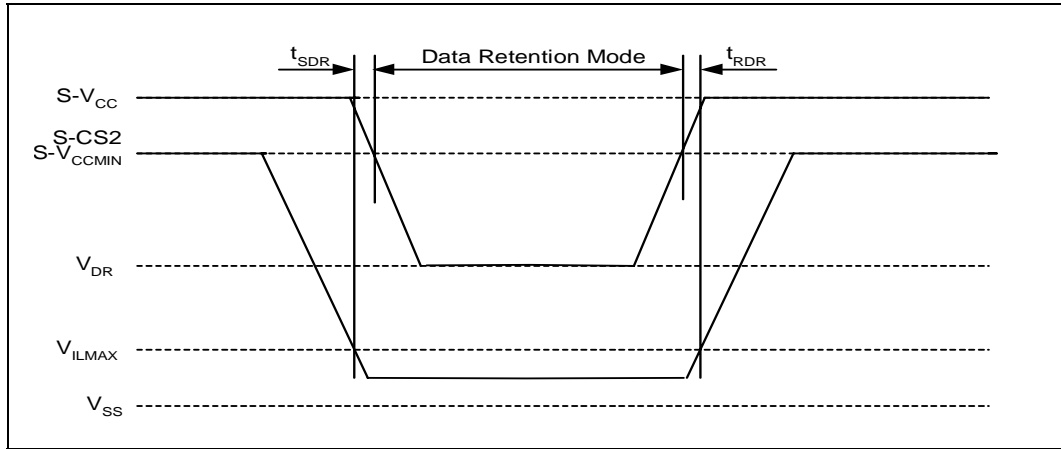 tSDR Data Retention Mode tRDR
S-VCC
S-CS2
S-VCCMIN
VDR
VILMAX
VSS